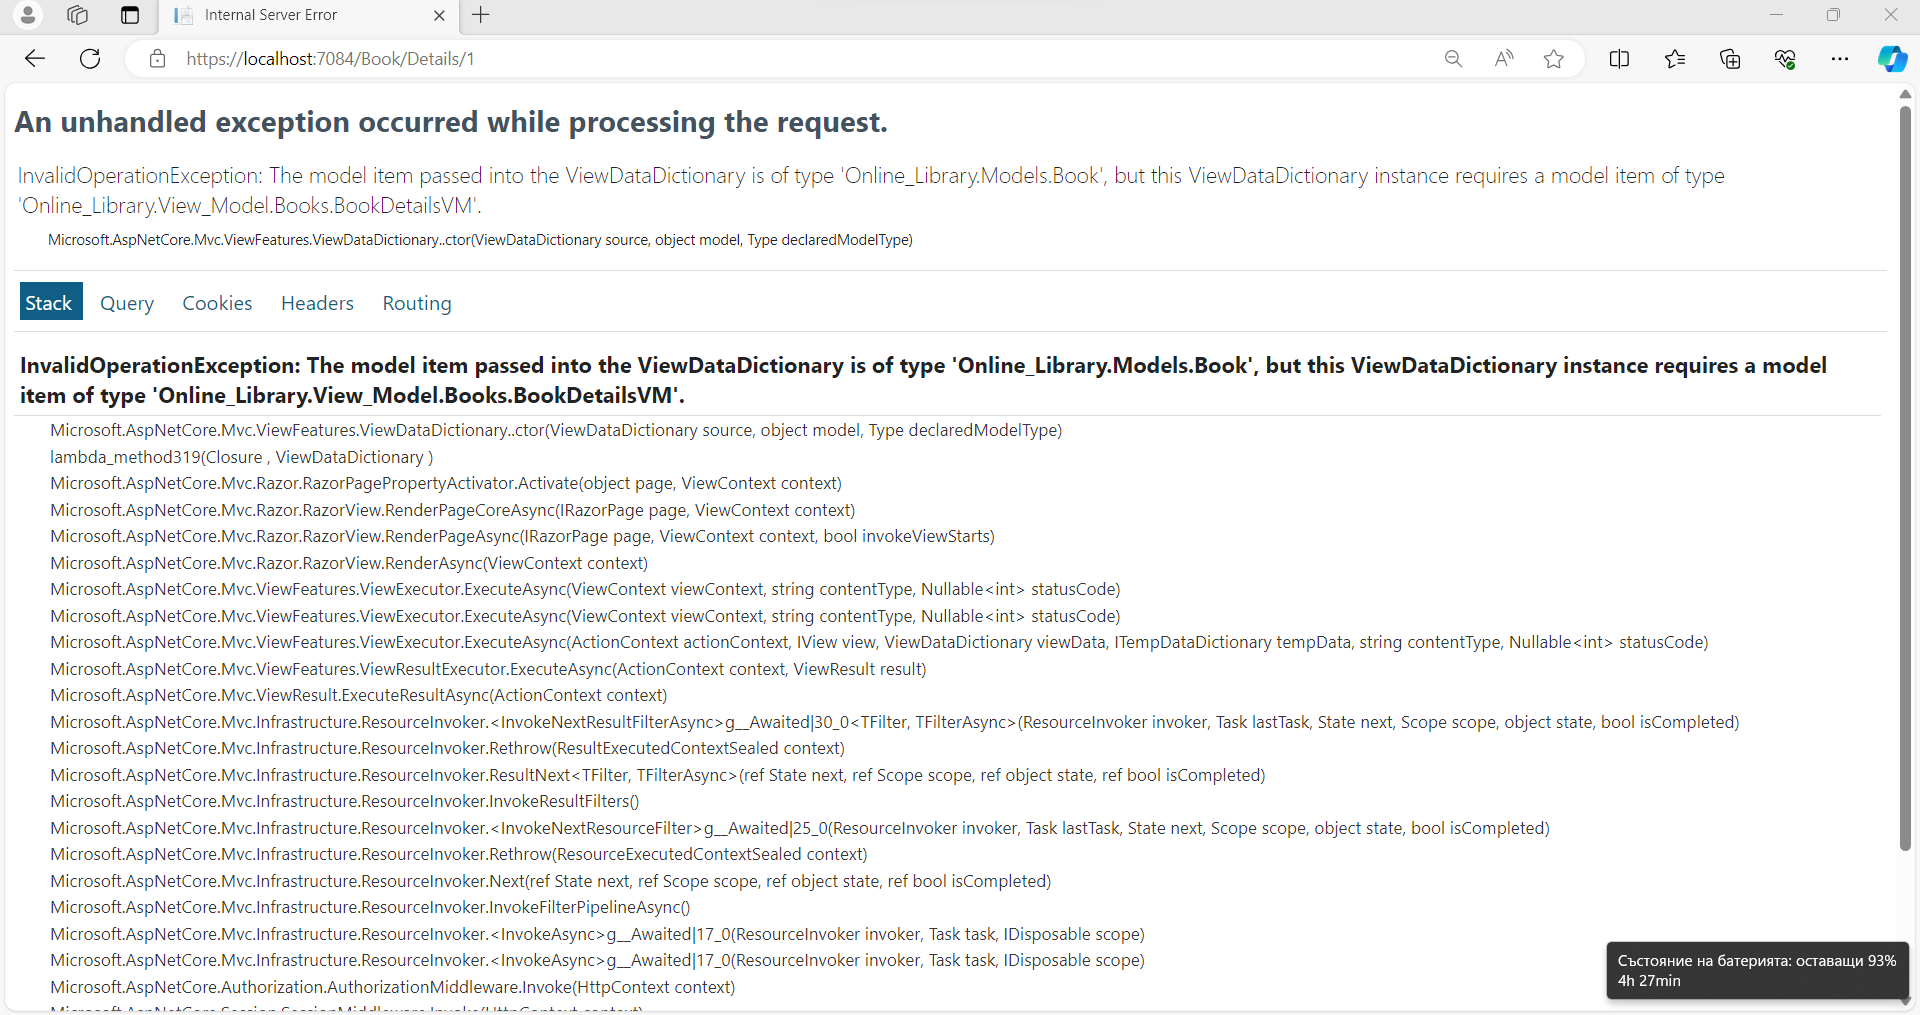 Internal Server Error
https://localhost:7084/Book/Details/1
An unhandled exception occurred while processing the request.
InvalidOperationException: The model item passed into the ViewDataDictionary is of type 'Online_Library.Models.Book', but this ViewDataDictionary instance requires a model item of type
'Online_Library.View_Model.Books.BookDetailsVM'.
Microsoft.AspNetCore.Mvc.ViewFeatures.ViewDataDictionary..ctor(ViewDataDictionary source, object model, Type declaredModelType)
Stack Query Cookies Headers Routing
InvalidOperationException: The model item passed into the ViewDataDictionary is of type 'Online_Library.Models.Book', but this ViewDataDictionary instance requires a model
item of type 'Online_Library.View_Model.Books.BookDetailsVM'.
Microsoft.AspNetCore.Mvc.ViewFeatures.ViewDataDictionary..ctor(ViewDataDictionary source, object model, Type declaredModelType)
lambda_method319(Closure , ViewDataDictionary )
Microsoft.AspNetCore.Mvc.Razor.RazorPagePropertyActivator.Activate(object page, ViewContext context)
Microsoft.AspNetCore.Mvc.Razor.RazorView.RenderPageCoreAsync(IRazorPage page, ViewContext context)
Microsoft.AspNetCore.Mvc.Razor.RazorView.RenderPageAsync(IRazorPage page, ViewContext context, bool invokeViewStarts)
Microsoft.AspNetCore.Mvc.Razor.RazorView.RenderAsync(ViewContext context)
Microsoft.AspNetCore.Mvc.ViewFeatures.ViewExecutor.ExecuteAsync(ViewContext viewContext, string contentType, Nullable<int> statusCode)
Microsoft.AspNetCore.Mvc.ViewFeatures.ViewExecutor.ExecuteAsync(ViewContext viewContext, string contentType, Nullable<int> statusCode)
Microsoft.AspNetCore.Mvc.ViewFeatures.ViewExecutor.ExecuteAsync(ActionContext actionContext, IView view, ViewDataDictionary viewData, ITempDataDictionary tempData, string contentType, Nullable<int> statusCode)
Microsoft.AspNetCore.Mvc.ViewFeatures.ViewResultExecutor.ExecuteAsync(ActionContext context, ViewResult result)
Microsoft.AspNetCore.Mvc.ViewResult.ExecuteResultAsync(ActionContext context)
Microsoft.AspNetCore.Mvc.Infrastructure.ResourceInvoker.<InvokeNextResultFilterAsync>g__Awaited|30_0<TFilter, TFilterAsync>(ResourceInvoker invoker, Task lastTask, State next, Scope scope, object state, bool isCompleted)
Microsoft.AspNetCore.Mvc.Infrastructure.ResourceInvoker.Rethrow(ResultExecutedContextSealed context)
Microsoft.AspNetCore.Mvc.Infrastructure.ResourceInvoker.ResultNext<TFilter, TFilterAsync>(ref State next, ref Scope scope, ref object state, ref bool isCompleted)
Microsoft.AspNetCore.Mvc.Infrastructure.ResourceInvoker.InvokeResultFilters()
Microsoft.AspNetCore.Mvc.Infrastructure.ResourceInvoker.<InvokeNextResourceFilter>g__Awaited|25_0(ResourceInvoker invoker, Task lastTask, State next, Scope scope, object state, bool isCompleted)
Microsoft.AspNetCore.Mvc.Infrastructure.ResourceInvoker.Rethrow(ResourceExecutedContextSealed context)
Microsoft.AspNetCore.Mvc.Infrastructure.ResourceInvoker.Next(ref State next, ref Scope scope, ref object state, ref bool isCompleted)
Microsoft.AspNetCore.Mvc.Infrastructure.ResourceInvoker.InvokeFilterPipelineAsync()
Microsoft.AspNetCore.Mvc.Infrastructure.ResourceInvoker.<InvokeAsync>g__Awaited|17_0(ResourceInvoker invoker, Task task, IDisposable scope)
Microsoft.AspNetCore.Mvc.Infrastructure.ResourceInvoker.<InvokeAsync>g__Awaited|17_0(ResourceInvoker invoker, Task task, IDisposable scope)
Microsoft.AspNetCore.Authorization.AuthorizationMiddleware.Invoke(HttpContext context)
Състояние на батерията: оставащи 93%
4h 27min